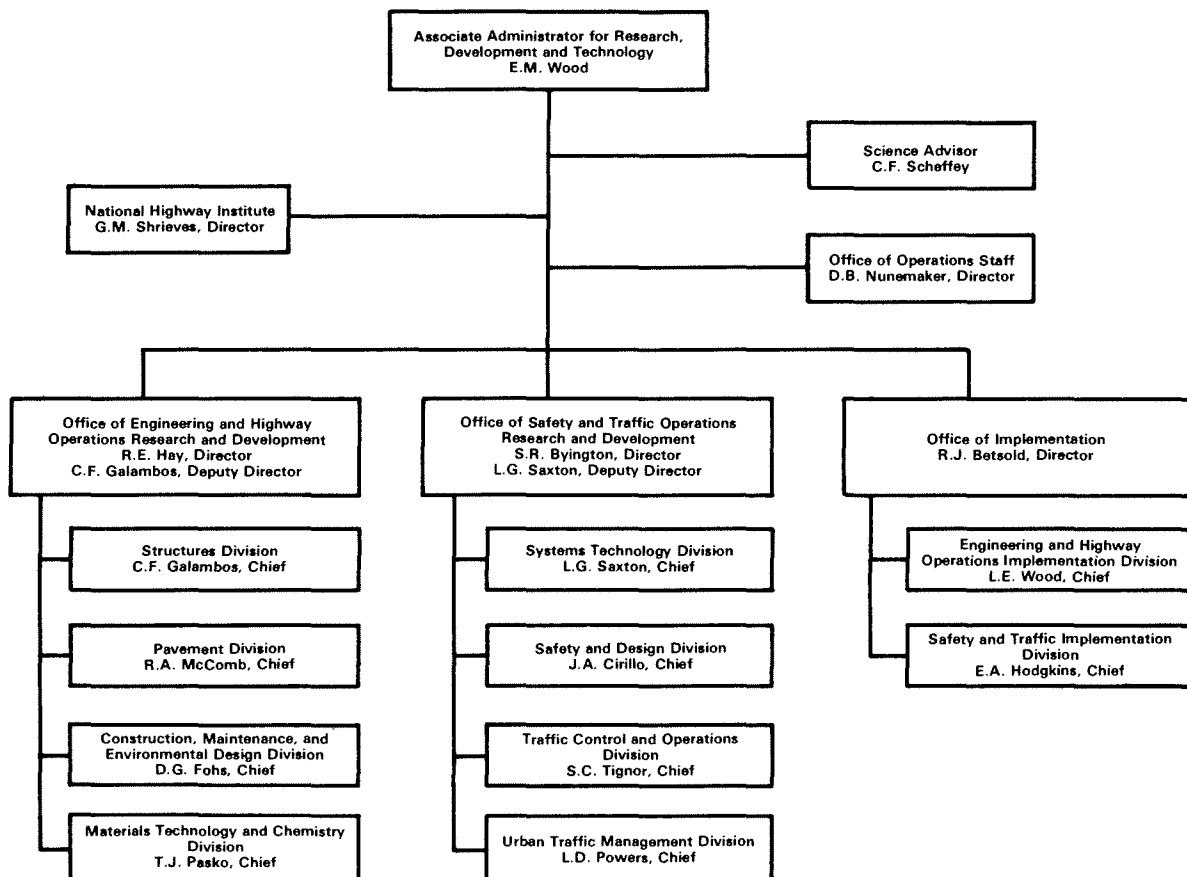 Associate Administrator for Research,
Development and Technology
E.M. Wood
Science Advisor
C.F. Scheffey
National Highway Institute
G.M. Shrieves, Director
Office of Operations Staff
D.B. Nunemaker, Director
Office of Engineering and Highway
Operations Research and Development
R.E. Hay, Director
C.F. Galambos, Deputy Director
Office of Safety and Traffic Operations
Research and Development
S.R. Byington, Director
L.G. Saxton, Deputy Director
Office of Implementation
R.J. Betsold, Director
Structures Division
C.F. Galambos, Chief
Systems Technology Division
L.G. Saxton, Chief
Engineering and Highway
Operations Implementation Division
L.E. Wood, Chief
Pavement Division
R.A. McComb, Chief
Safety and Design Division
J.A. Cirillo, Chief
Safety and Traffic Implementation
Division
E.A. Hodgkins, Chief
Construction, Maintenance, and
Environmental Design Division
D.G. Fohs, Chief
Traffic Control and Operations
Division
S.C. Tignor, Chief
Materials Technology and Chemistry
Division
T.J. Pasko, Chief
Urban Traffic Management Division
L.D. Powers, Chief